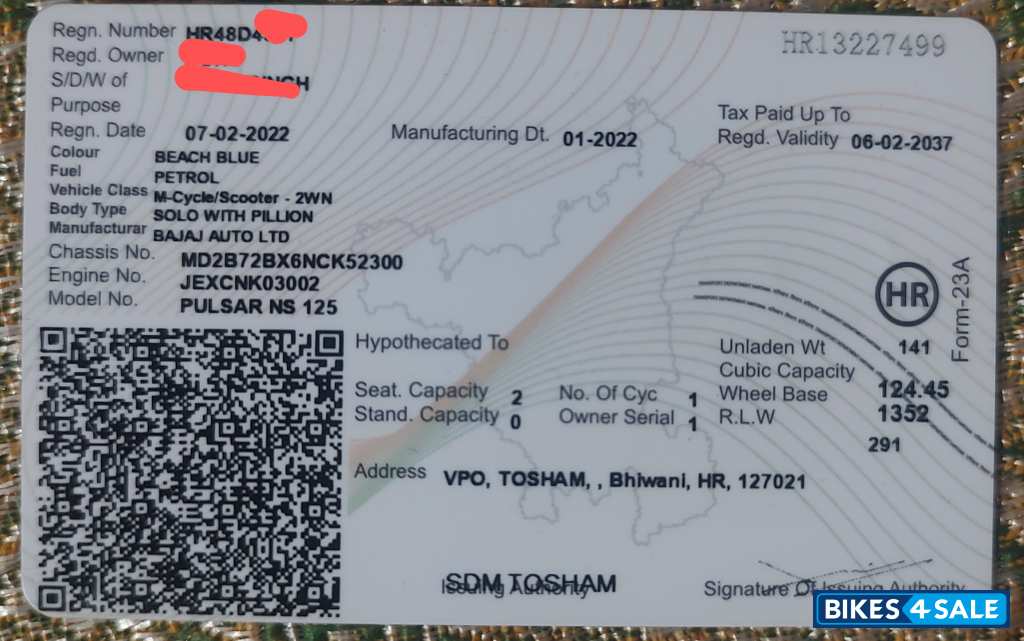 Regn. Number HR48D4
HR13227499
Regd. Owner
S/D/W of
Purpose
Regn. Date 07-02-2022 Manufacturing Dt. 01-2022
Tax Paid Up To
Regd. Validity 06-02-2037
Colour BEACH BLUE
Fuel PETROL
Vehicle Class M-Cycle/Scooter - 2WN
Body Type SOLO WITH PILLION
Manufacturar BAJAJ AUTO LTD
Chassis No. MD2B72BX6NCK52300
Engine No. JEXCNK03002
Model No. PULSAR NS 125
HR
Form-23A
Hypothecated To
Unladen Wt 141
Cubic Capacity 124.45
Seat. Capacity 2 No. Of Cyc 1 Wheel Base 1352
Stand. Capacity 0 Owner Serial 1 R.L.W 291
Address VPO, TOSHAM, , Bhiwani, HR, 127021
SDM TOSHAM
Issuing Authority
Signature Of Issuing Authority
BIKES4SALE